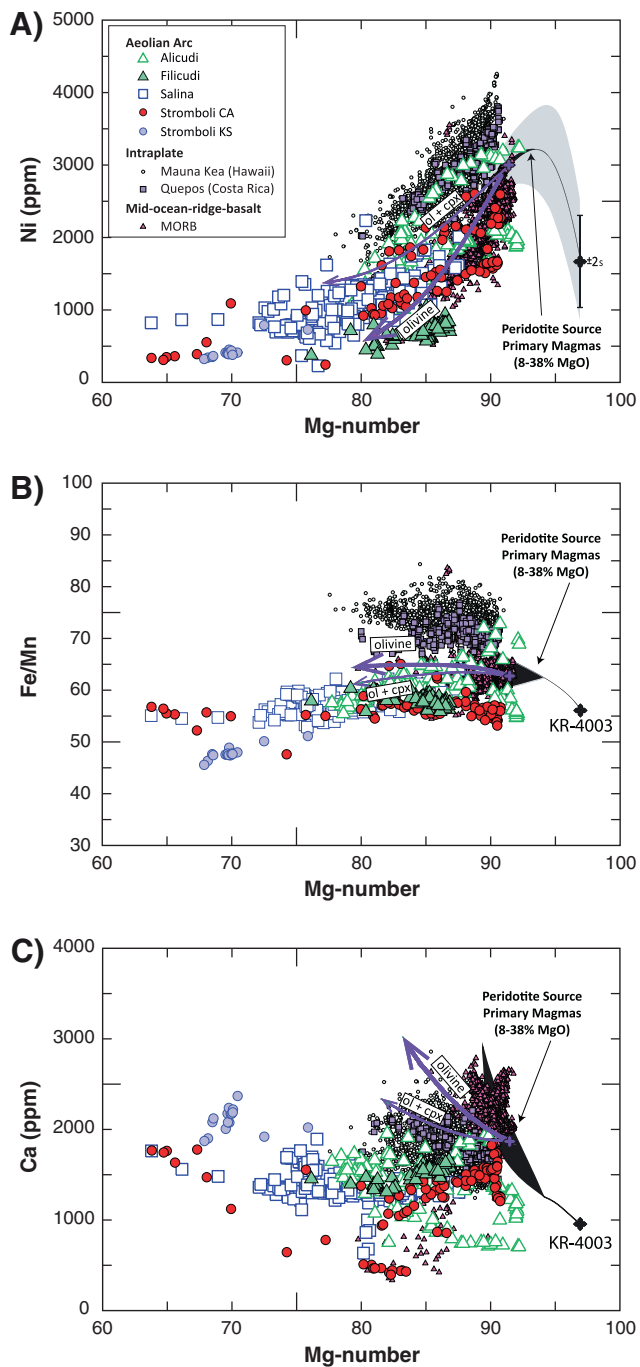 A)
5000
4000
3000
2000
1000
0
Ni (ppm)
Aeolian Arc
Alicudi
Filicudi
Salina
Stromboli CA
Stromboli KS
Intraplate
Mauna Kea (Hawaii)
Quepos (Costa Rica)
Mid-ocean-ridge-basalt
MORB
ol + cpx
olivine
±2s
Peridotite Source
Primary Magmas
(8-38% MgO)
60 70 80 90 100
Mg-number
B)
100
90
80
70
60
50
40
30
Fe/Mn
Peridotite Source
Primary Magmas
(8-38% MgO)
olivine
ol + cpx
KR-4003
60 70 80 90 100
Mg-number
C)
4000
3000
2000
1000
0
Ca (ppm)
Peridotite Source
Primary Magmas
(8-38% MgO)
olivine
ol + cpx
KR-4003
60 70 80 90 100
Mg-number